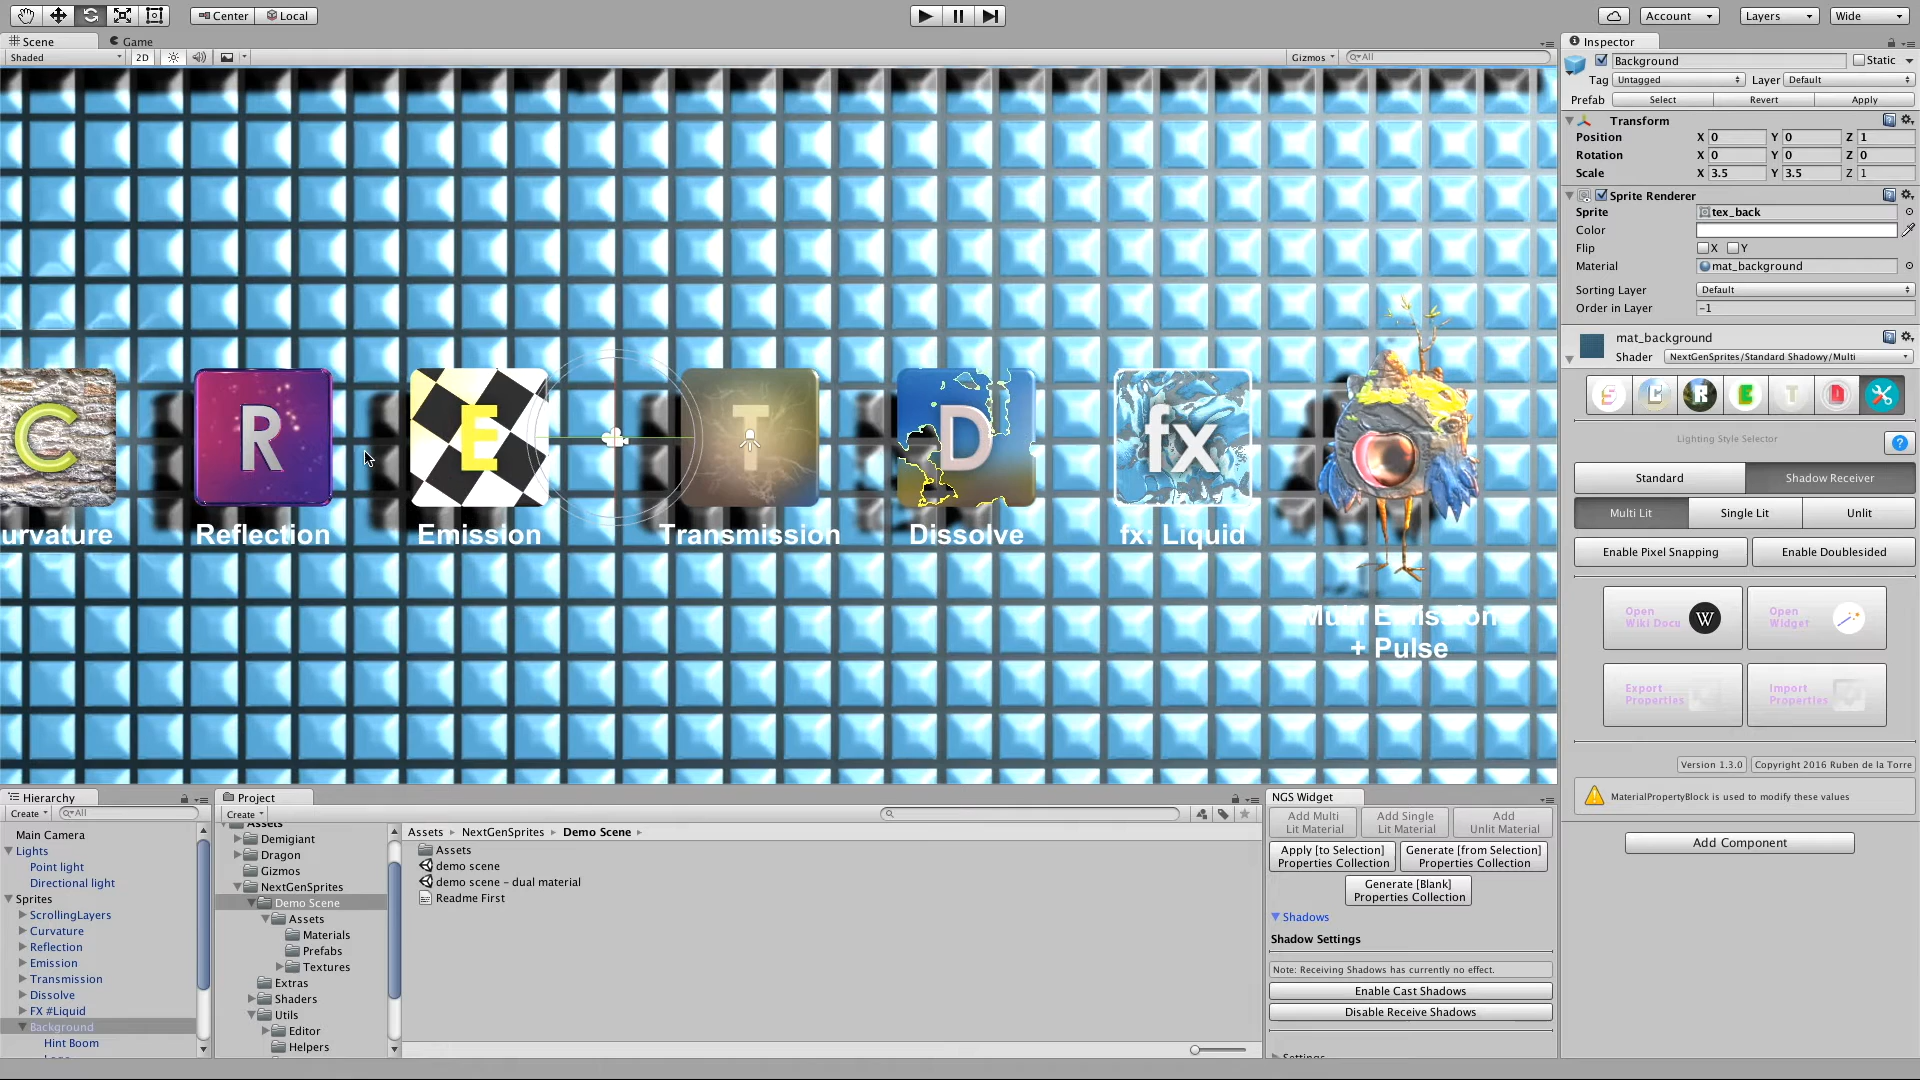 Center
Local
Account
Layers
Wide
Scene
Game
Shaded
2D
Gizmos
All
C
R
E
T
D
fx
urvature
Reflection
Emission
Transmission
Dissolve
fx: Liquid
Multi Emission
+ Pulse
Inspector
Background
Static
Tag
Untagged
Layer
Default
Prefab
Select
Revert
Apply
Transform
Position
X 0
Y 0
Z 1
Rotation
X 0
Y 0
Z 0
Scale
X 3.5
Y 3.5
Z 1
Sprite Renderer
Sprite
tex_back
Color
Flip
X
Y
Material
mat_background
Sorting Layer
Default
Order in Layer
-1
mat_background
Shader
NextGenSprites/Standard Shadowy/Multi
S C R E T D
Lighting Style Selector
?
Standard
Shadow Receiver
Multi Lit
Single Lit
Unlit
Enable Pixel Snapping
Enable Doublesided
Open
Wiki Docu
W
Open
Widget
Export
Properties
Import
Properties
Version 1.3.0
Copyright 2016 Ruben de la Torre
MaterialPropertyBlock is used to modify these values
Add Component
Hierarchy
Create
All
Main Camera
Lights
Point light
Directional light
Sprites
ScrollingLayers
Curvature
Reflection
Emission
Transmission
Dissolve
FX #Liquid
Background
Hint Boom
Project
Create
Assets
Demigiant
Dragon
Gizmos
NextGenSprites
Demo Scene
Assets
Materials
Prefabs
Textures
Extras
Shaders
Utils
Editor
Helpers
Assets
NextGenSprites
Demo Scene
Assets
demo scene
demo scene – dual material
Readme First
NGS Widget
Add Multi
Lit Material
Add Single
Lit Material
Add
Unlit Material
Apply [to Selection]
Properties Collection
Generate [from Selection]
Properties Collection
Generate [Blank]
Properties Collection
Shadows
Shadow Settings
Note: Receiving Shadows has currently no effect.
Enable Cast Shadows
Disable Receive Shadows
Settings